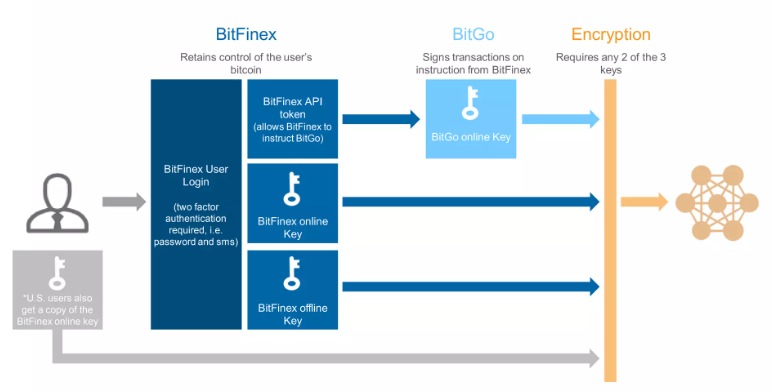 BitFinex
Retains control of the user's
bitcoin
BitGo
Signs transactions on
instruction from BitFinex
Encryption
Requires any 2 of the 3
keys
BitFinex User
Login
(two factor
authentication
required, i.e.
password and sms)
BitFinex API
token
(allows BitFinex to
instruct BitGo)
BitGo online Key
BitFinex online
Key
BitFinex offline
Key
*U.S. users also
get a copy of the
BitFinex online key